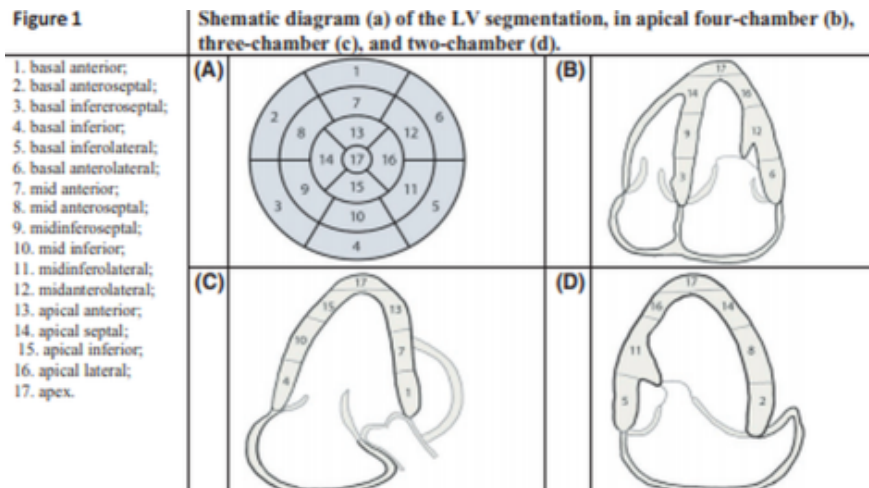 Figure 1
Shematic diagram (a) of the LV segmentation, in apical four-chamber (b),
three-chamber (c), and two-chamber (d).
1. basal anterior;
2. basal anteroseptal;
3. basal infereroseptal;
4. basal inferior;
5. basal inferolateral;
6. basal anterolateral;
7. mid anterior;
8. mid anteroseptal;
9. midinferoseptal;
10. mid inferior;
11. midinferolateral;
12. midanterolateral;
13. apical anterior;
14. apical septal;
15. apical inferior;
16. apical lateral;
17. apex.
(A)
1
2
7
6
8
13
12
14
17
16
9
15
11
3
10
5
4
(B)
17
14
16
9
12
3
6
(C)
17
15
13
10
7
4
1
(D)
17
16
14
11
8
5
2